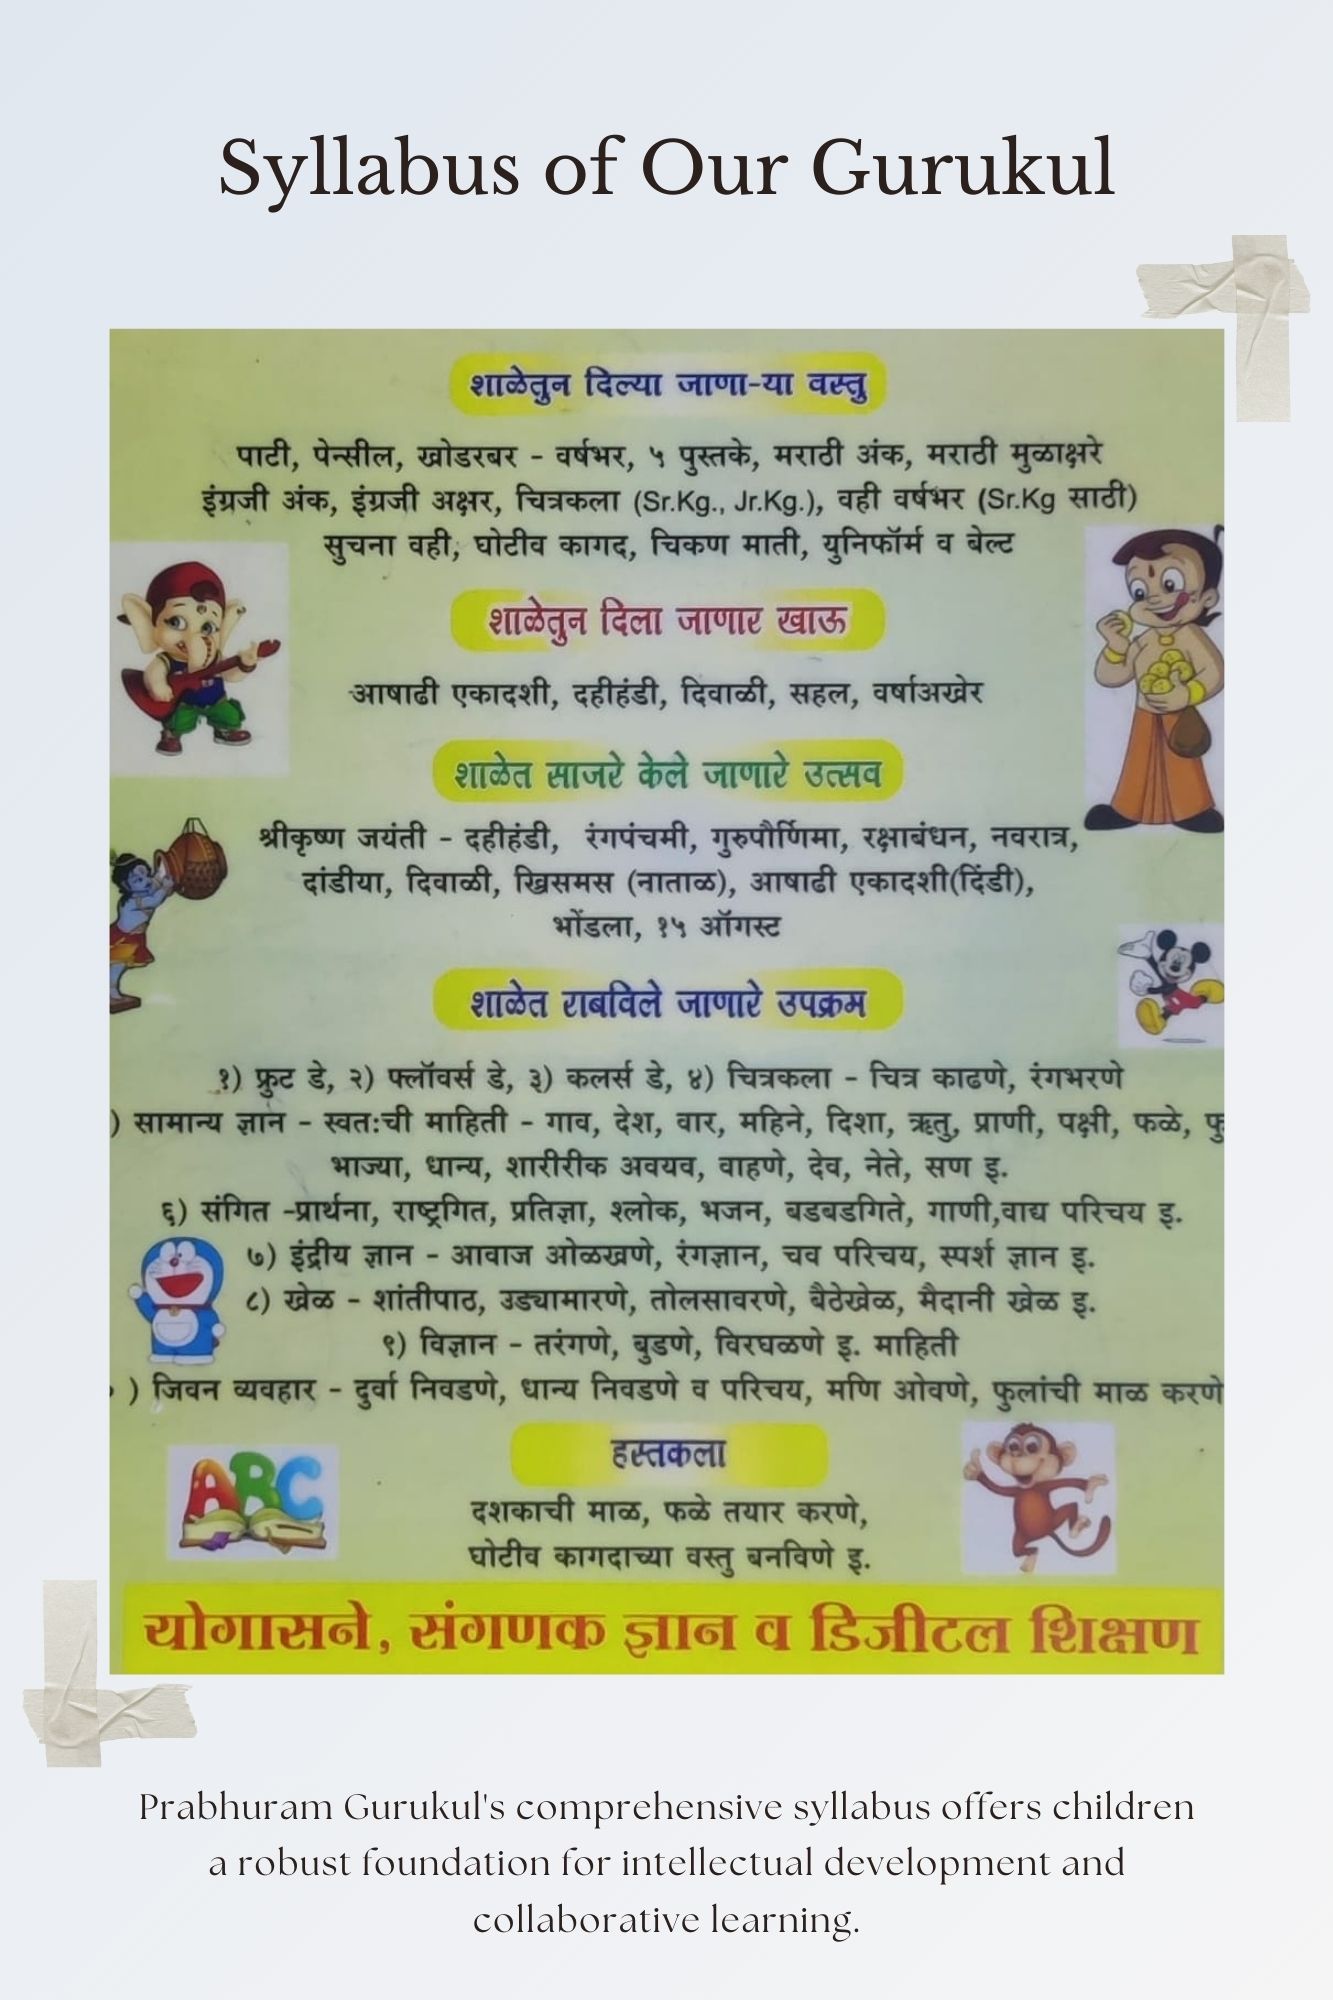 Syllabus of Our Gurukul
शाळेतुन दिल्या जाणा-या वस्तु
पाटी, पेन्सील, खोडरबर - वर्षभर, ५ पुस्तके, मराठी अंक, मराठी मुळाक्षरे
इंग्रजी अंक, इंग्रजी अक्षर, चित्रकला (Sr.Kg., Jr.Kg.), वही वर्षभर (Sr.Kg साठी)
सुचना वही, घोटीव कागद, चिकण माती, युनिफॉर्म व बेल्ट
शाळेतुन दिला जाणार खाऊ
आषाढी एकादशी, दहीहंडी, दिवाळी, सहल, वर्षाअखेर
शाळेत साजरे केले जाणारे उत्सव
श्रीकृष्ण जयंती - दहीहंडी, रंगपंचमी, गुरुपौर्णिमा, रक्षाबंधन, नवरात्र,
दांडीया, दिवाळी, खिसमस (नाताळ), आषाढी एकादशी(दिंडी),
भोंडला, १५ ऑगस्ट
शाळेत राबविले जाणारे उपक्रम
१) फ्रुट डे, २) फ्लॉवर्स डे, ३) कलर्स डे, ४) चित्रकला - चित्र काढणे, रंगभरणे
) सामान्य ज्ञान - स्वतःची माहिती - गाव, देश, वार, महिने, दिशा, ऋतु, प्राणी, पक्षी, फळे,
भाज्या, धान्य, शारीरीक अवयव, वाहणे, देव, नेते, सण इ.
६) संगित -प्रार्थना, राष्ट्रगित, प्रतिज्ञा, श्लोक, भजन, बडबडगिते, गाणी,वाद्य परिचय इ.
७) इंद्रीय ज्ञान - आवाज ओळखणे, रंगज्ञान, चव परिचय, स्पर्श ज्ञान इ.
८) खेळ - शांतीपाठ, उड्यामारणे, तोलसावरणे, बैठेखेळ, मैदानी खेळ इ.
९) विज्ञान - तरंगणे, बुडणे, विरघळणे इ. माहिती
) जिवन व्यवहार - दुर्वा निवडणे, धान्य निवडणे व परिचय, मणि ओवणे, फुलांची माळ करणे
हस्तकला
ABC
दशकाची माळ, फळे तयार करणे,
घोटीव कागदाच्या वस्तु बनविणे इ.
योगासने, संगणक ज्ञान व डिजीटल शिक्षण
Prabhuram Gurukul's comprehensive syllabus offers children
a robust foundation for intellectual development and
collaborative learning.